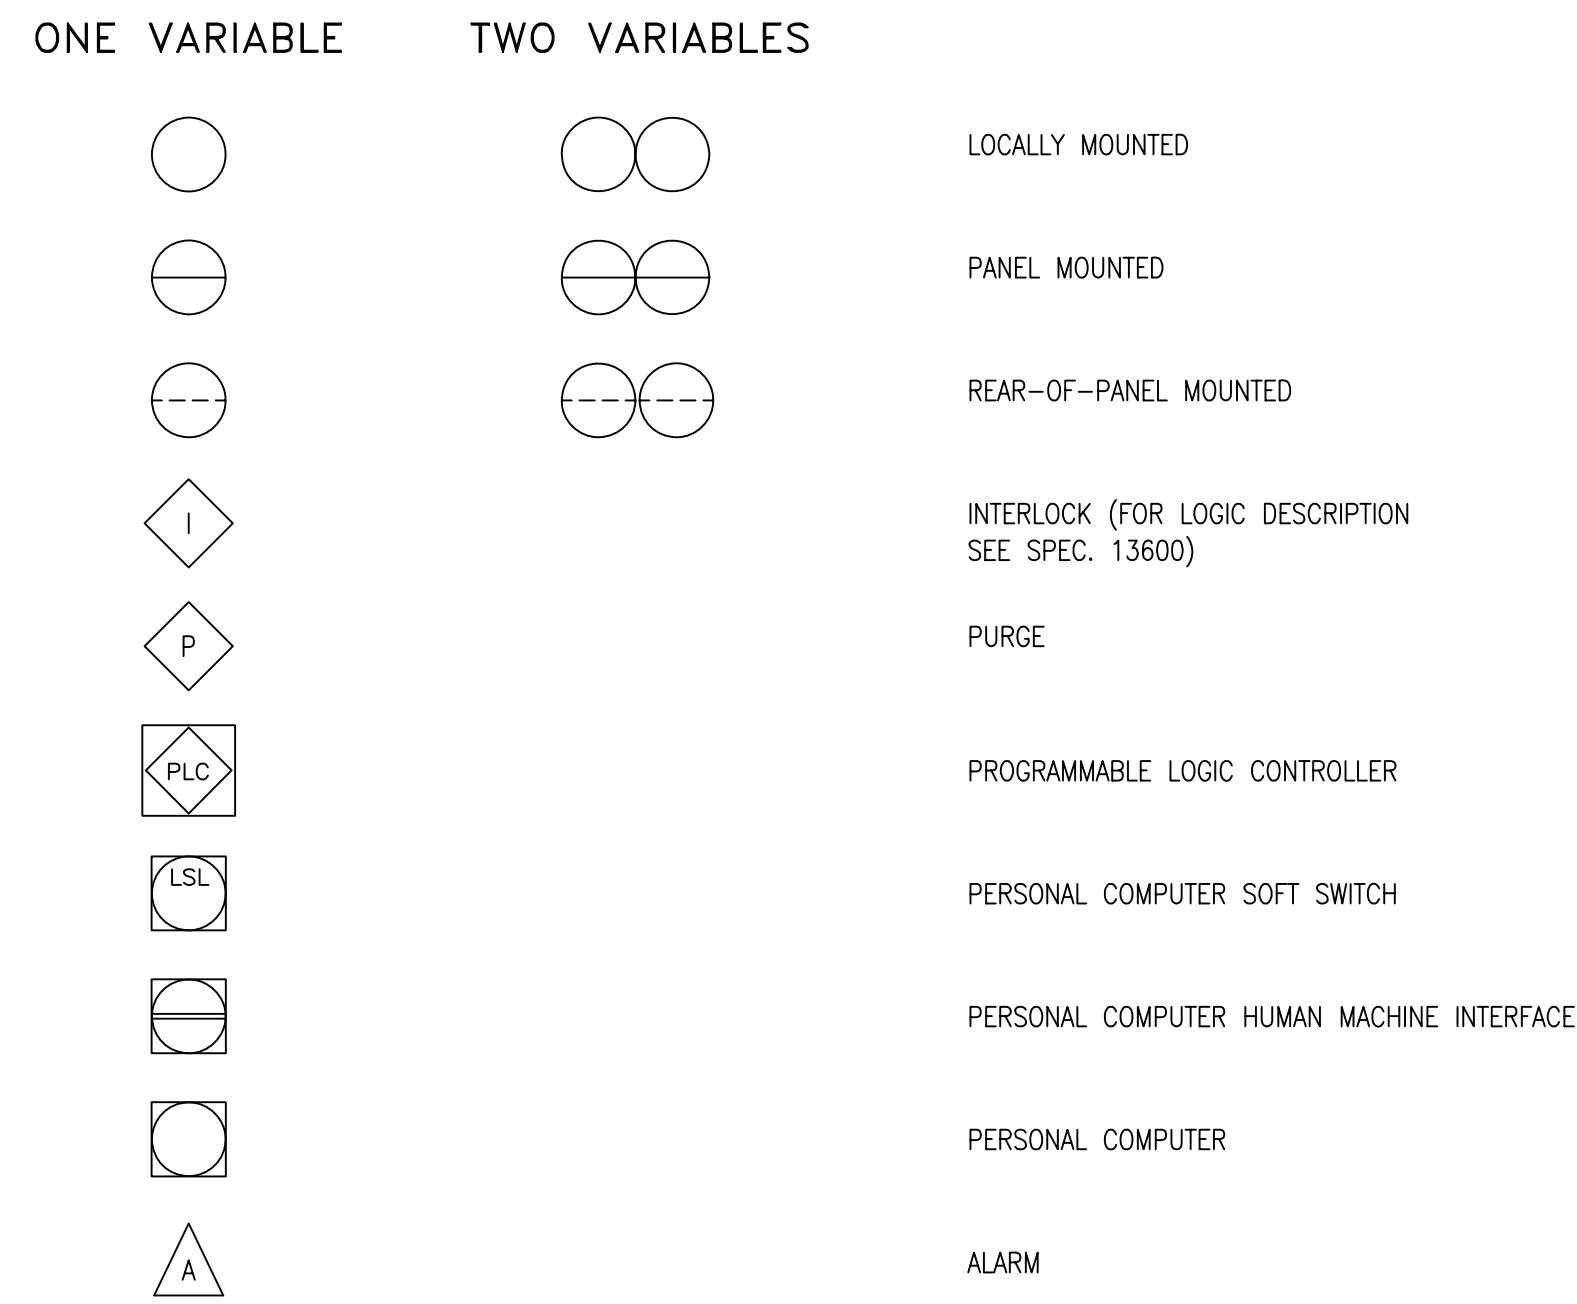 ONE VARIABLE TWO VARIABLES
LOCALLY MOUNTED
PANEL MOUNTED
REAR-OF-PANEL MOUNTED
I INTERLOCK (FOR LOGIC DESCRIPTION
SEE SPEC. 13600)
P PURGE
PLC PROGRAMMABLE LOGIC CONTROLLER
LSL PERSONAL COMPUTER SOFT SWITCH
PERSONAL COMPUTER HUMAN MACHINE INTERFACE
PERSONAL COMPUTER
A ALARM